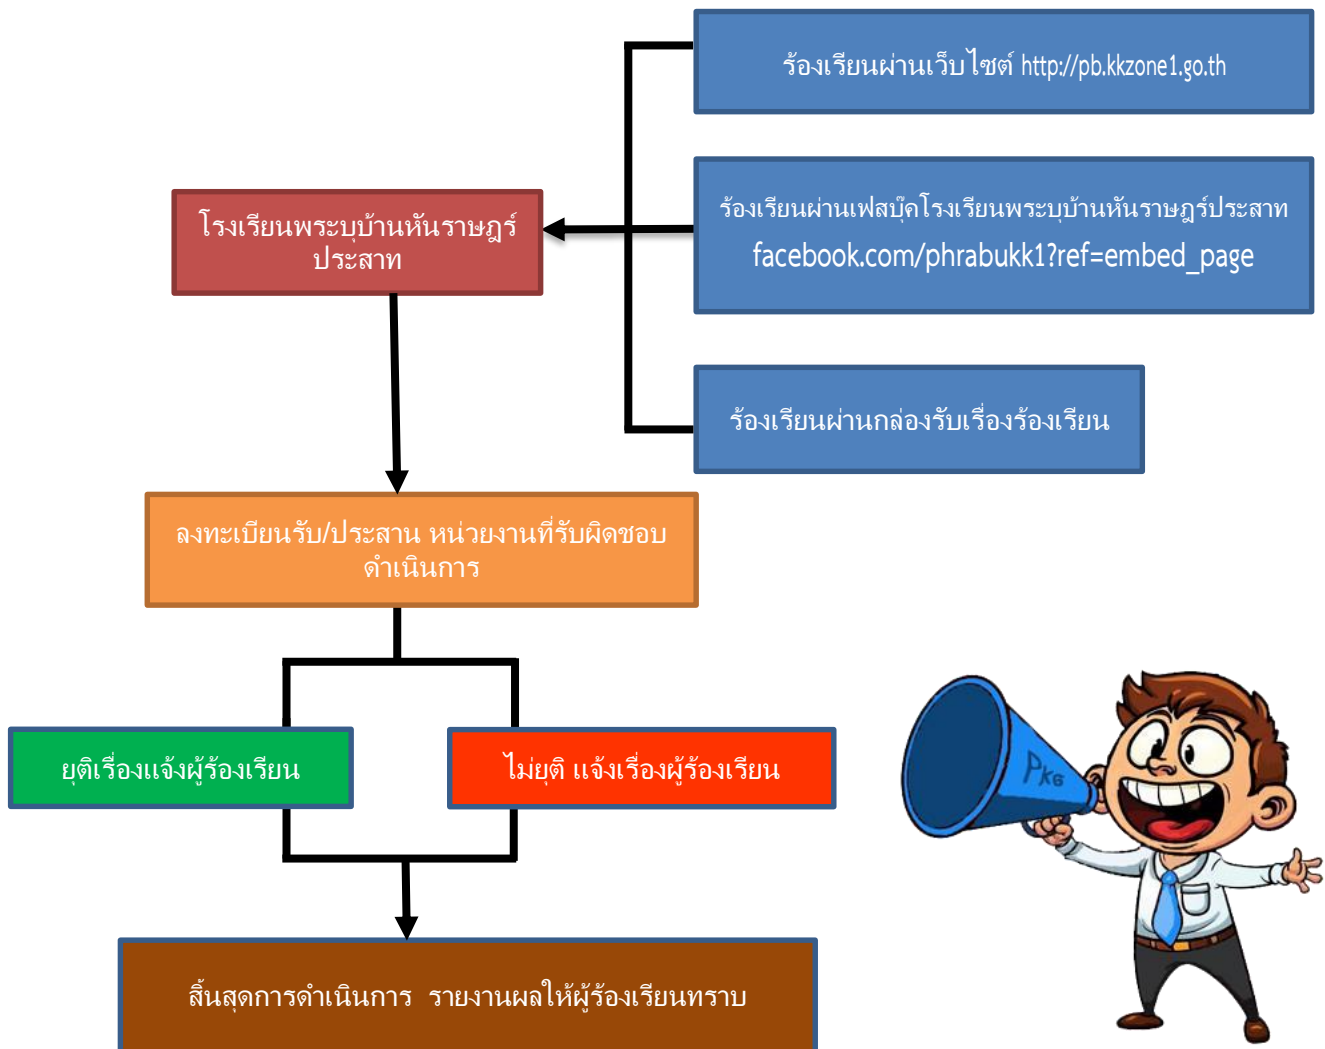 ร้องเรียนผ่านเว็บไซต์ http://pb.kkzone1.go.th
ร้องเรียนผ่านเฟสบุ๊คโรงเรียนพระบุบ้านหันราษฎร์ประสาท
facebook.com/phrabukk1?ref=embed_page
โรงเรียนพระบุบ้านหันราษฎร์
ประสาท
ร้องเรียนผ่านกล่องรับเรื่องร้องเรียน
ลงทะเบียนรับ/ประสาน หน่วยงานที่รับผิดชอบ
ดำเนินการ
ยุติเรื่องแจ้งผู้ร้องเรียน
ไม่ยุติ แจ้งเรื่องผู้ร้องเรียน
PKG
สิ้นสุดการดำเนินการ รายงานผลให้ผู้ร้องเรียนทราบ